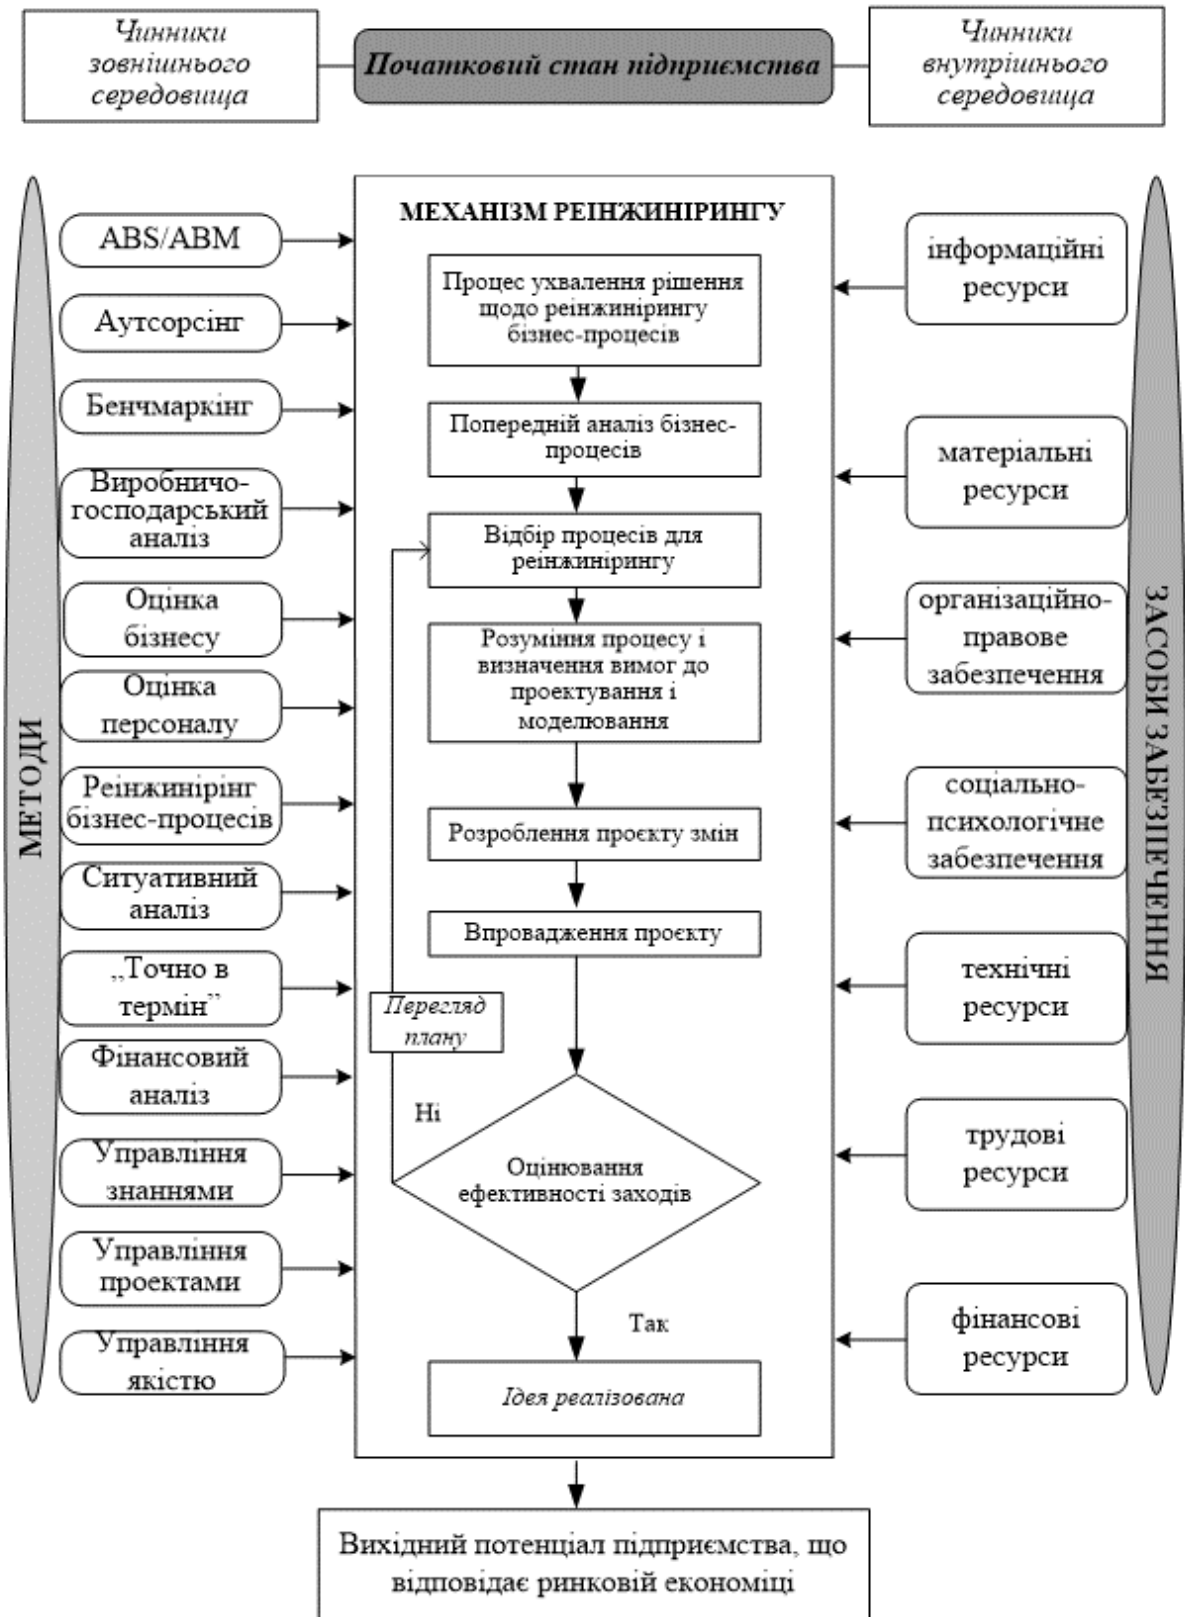 Чинники
зовнішнього
середовища
Початковий стан підприємства
Чинники
внутрішнього
середовища
МЕТОДИ
ABS/ABM
Аутсорсінг
Бенчмаркінг
Виробничо-
господарський
аналіз
Оцінка
бізнесу
Оцінка
персоналу
Реінжинірінг
бізнес-процесів
Ситуативний
аналіз
„Точно в
термін”
Фінансовий
аналіз
Управління
знаннями
Управління
проектами
Управління
якістю
МЕХАНІЗМ РЕІНЖИНІРИНГУ
Процес ухвалення рішення
щодо реінжинірингу
бізнес-процесів
Попередній аналіз бізнес-
процесів
Відбір процесів для
реінжинірингу
Розуміння процесу і
визначення вимог до
проектування і
моделювання
Розроблення проєкту змін
Впровадження проєкту
Перегляд
плану
Ні
Оцінювання
ефективності заходів
Так
Ідея реалізована
інформаційні
ресурси
матеріальні
ресурси
організаційно-
правове
забезпечення
соціально-
психологічне
забезпечення
технічні
ресурси
трудові
ресурси
фінансові
ресурси
ЗАСОБИ ЗАБЕЗПЕЧЕННЯ
Вихідний потенціал підприємства, що
відповідає ринковій економіці